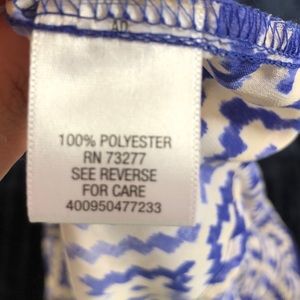 100% POLYESTER
RN 73277
SEE REVERSE
FOR CARE
400950477233